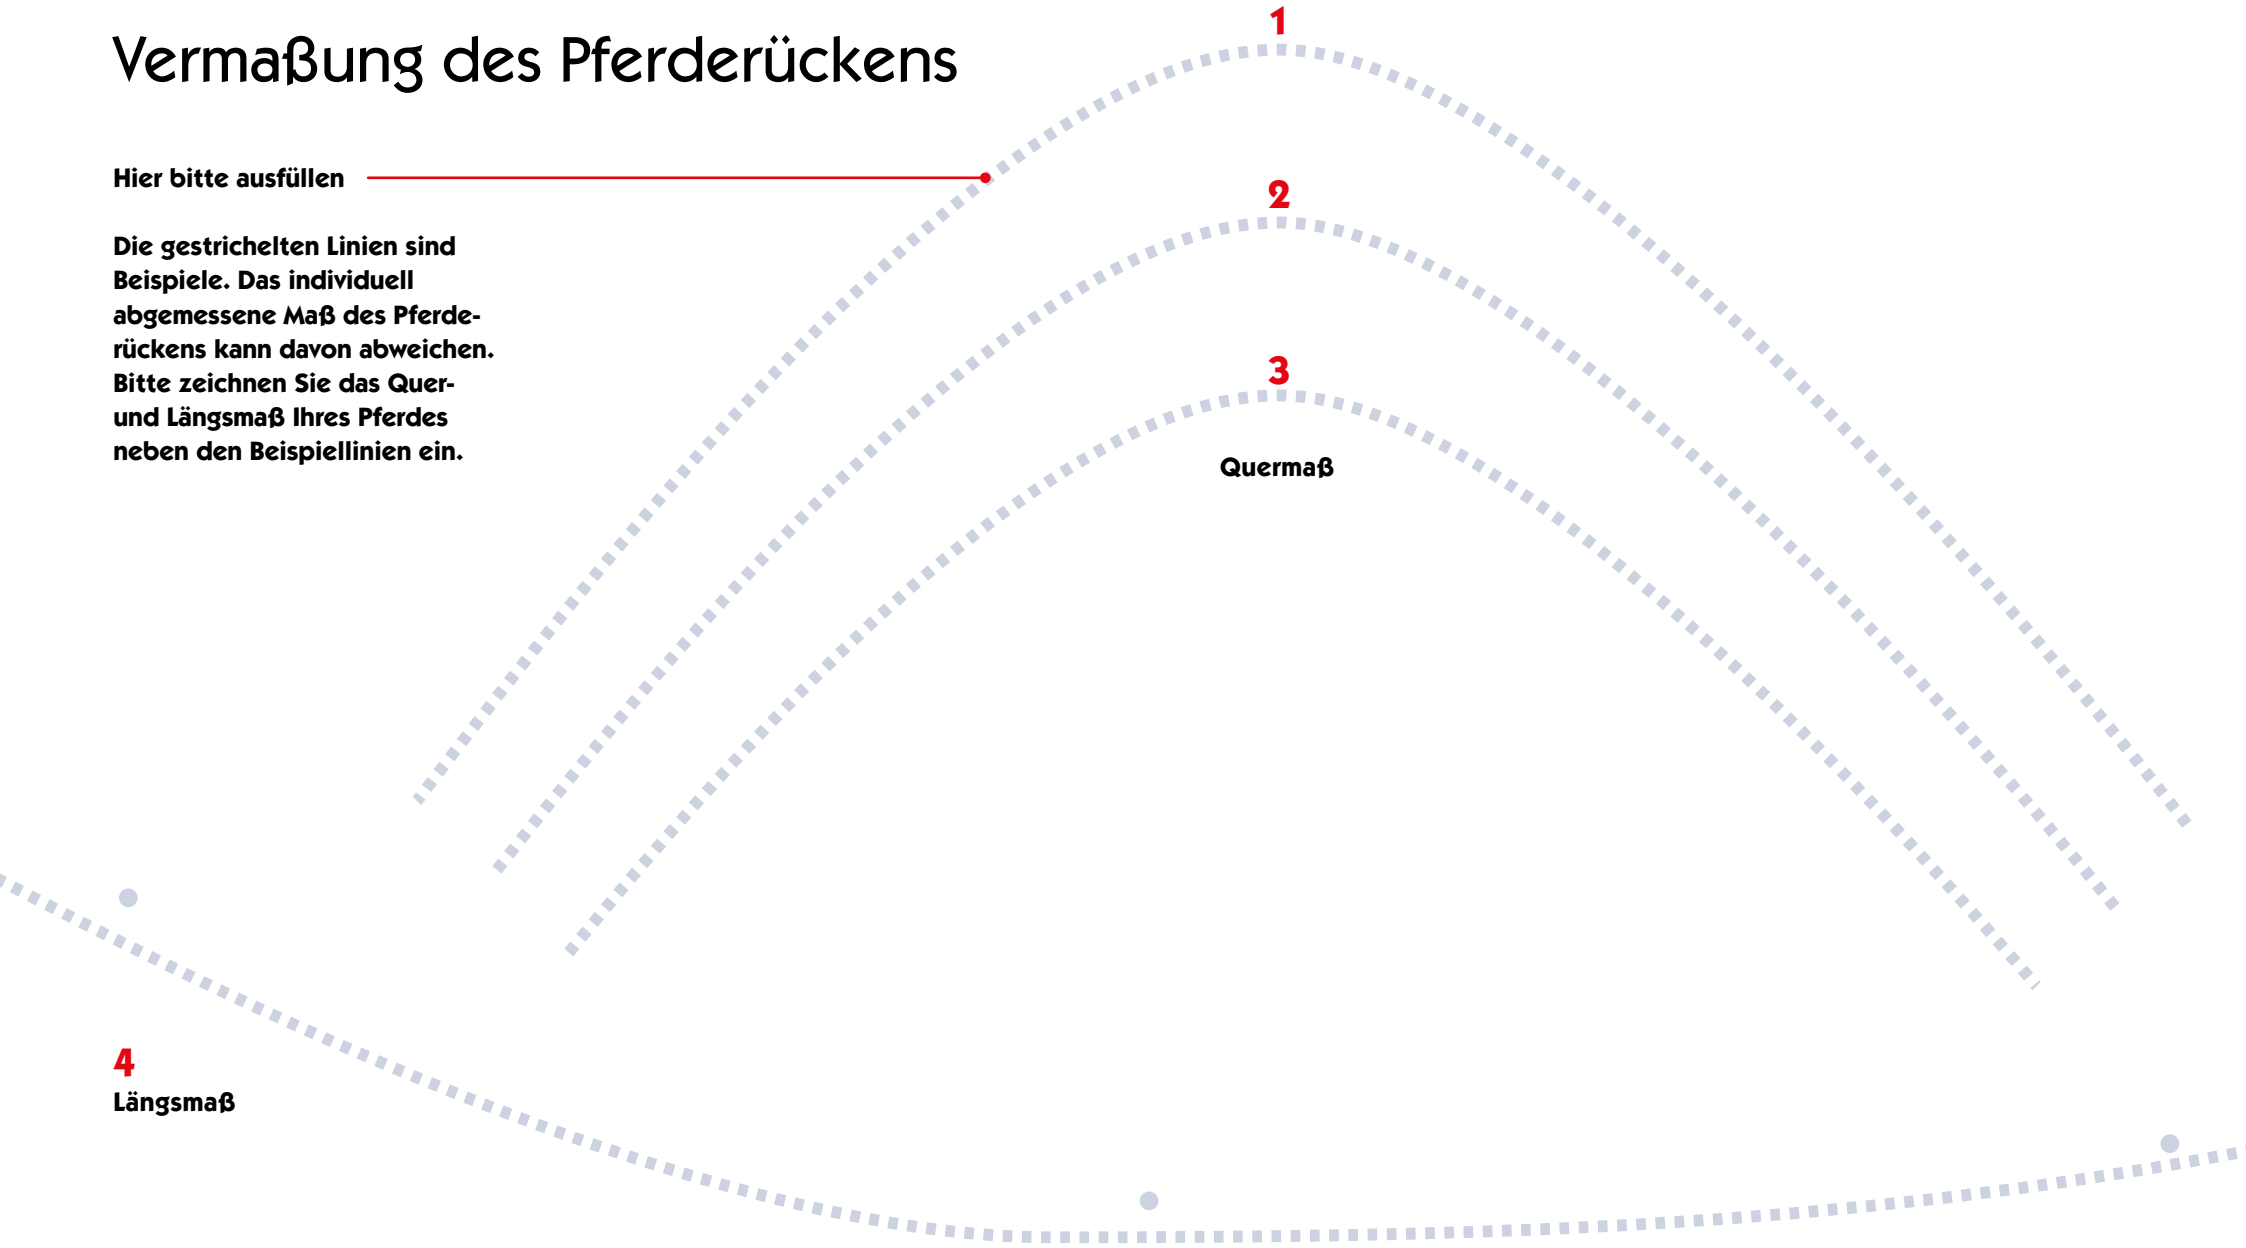 Vermaßung des Pferderückens
Hier bitte ausfüllen
Die gestrichelten Linien sind
Beispiele. Das individuell
abgemessene Maß des Pferde-
rückens kann davon abweichen.
Bitte zeichnen Sie das Quer-
und Längsmaß Ihres Pferdes
neben den Beispiellinien ein.
1
2
3
Quermaß
4
Längsmaß